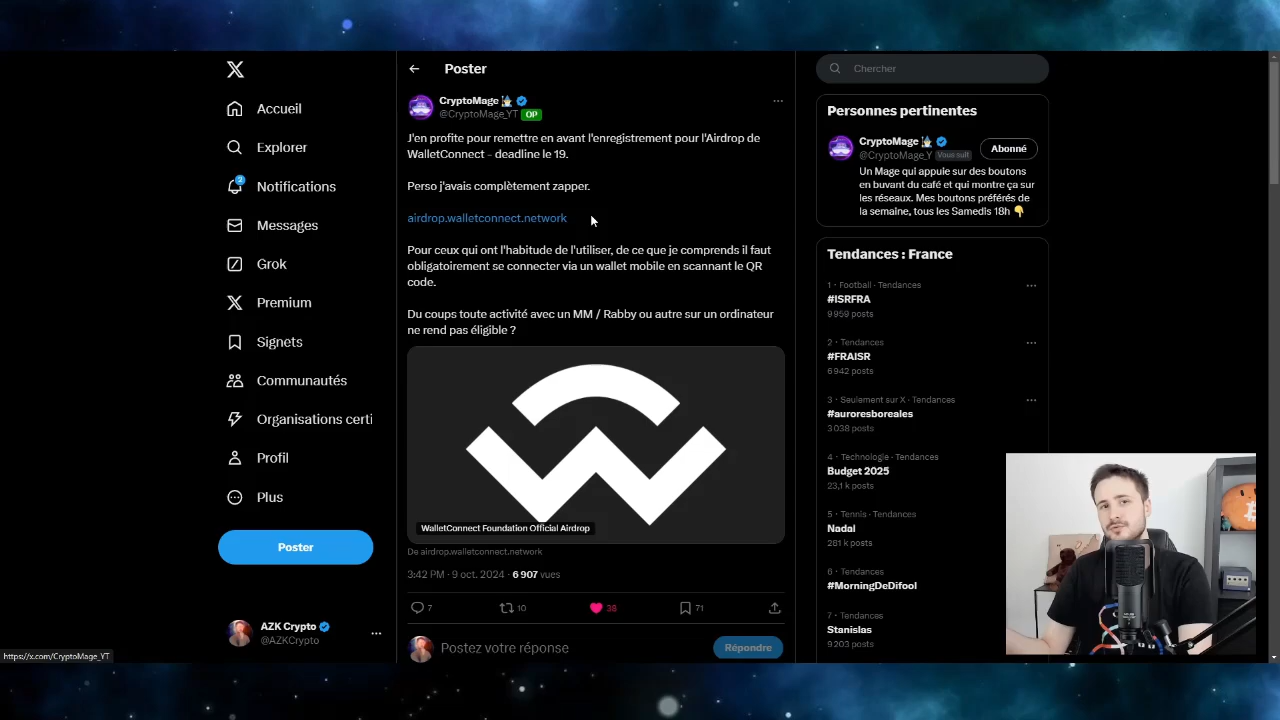 Poster
Chercher
Accueil
Explorer
2
Notifications
Messages
Grok
Premium
Signets
Communautés
Organisations certi
Profil
Plus
Poster
AZK Crypto
@AZKCrypto
https://x.com/CryptoMage_YT
CryptoMage
@CryptoMage_YT OP
J'en profite pour remettre en avant l'enregistrement pour l'Airdrop de
WalletConnect - deadline le 19.
Perso j'avais complètement zapper.
airdrop.walletconnect.network
Pour ceux qui ont l'habitude de l'utiliser, de ce que je comprends il faut
obligatoirement se connecter via un wallet mobile en scannant le QR
code.
Du coups toute activité avec un MM / Rabby ou autre sur un ordinateur
ne rend pas éligible ?
WalletConnect Foundation Official Airdrop
De airdrop.walletconnect.network
3:42 PM · 9 oct. 2024 · 6 907 vues
7 10 38 71
Postez votre réponse
Répondre
Personnes pertinentes
CryptoMage
@CryptoMage_Y Vous suit
Abonné
Un Mage qui appuie sur des boutons
en buvant du café et qui montre ça sur
les réseaux. Mes boutons préférés de
la semaine, tous les Samedis 18h
Tendances : France
1 · Football · Tendances
#ISRFRA
9 959 posts
2 · Tendances
#FRAISR
6 942 posts
3 · Seulement sur X · Tendances
#auroresboreales
3 038 posts
4 · Technologie · Tendances
Budget 2025
23,1 k posts
5 · Tennis · Tendances
Nadal
281 k posts
6 · Tendances
#MorningDeDifool
7 · Tendances
Stanislas
9 203 posts